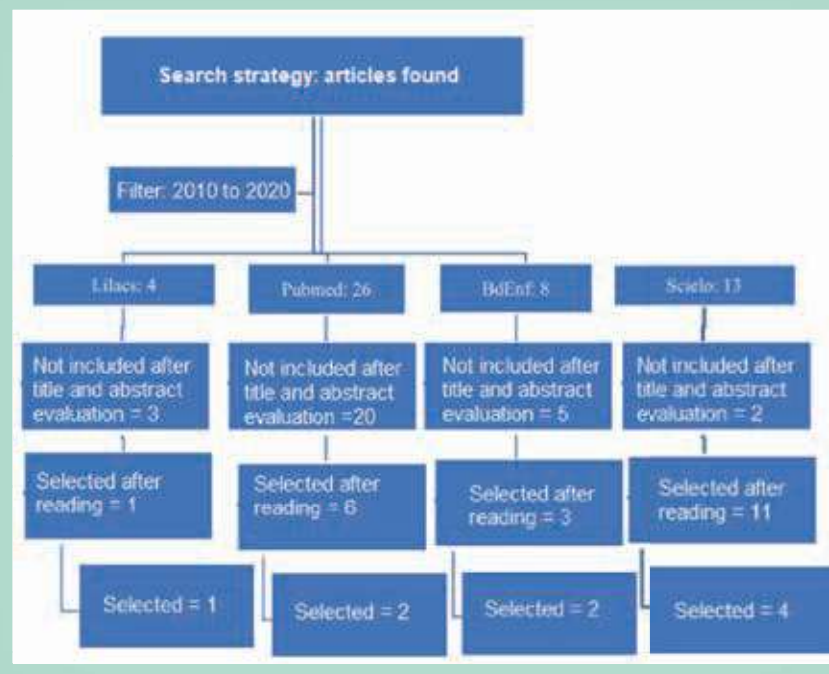 Search strategy: articles found
Filter: 2010 to 2020
Lilacs: 4
Pubmed: 26
BdEnf: 8
Scielo: 13
Not included after
title and abstract
evaluation = 3
Not included after
title and abstract
evaluation =20
Not included after
title and abstract
evaluation = 5
Not included after
title and abstract
evaluation = 2
Selected after
reading = 1
Selected after
reading = 6
Selected after
reading = 3
Selected after
reading = 11
Selected = 1
Selected = 2
Selected = 2
Selected = 4